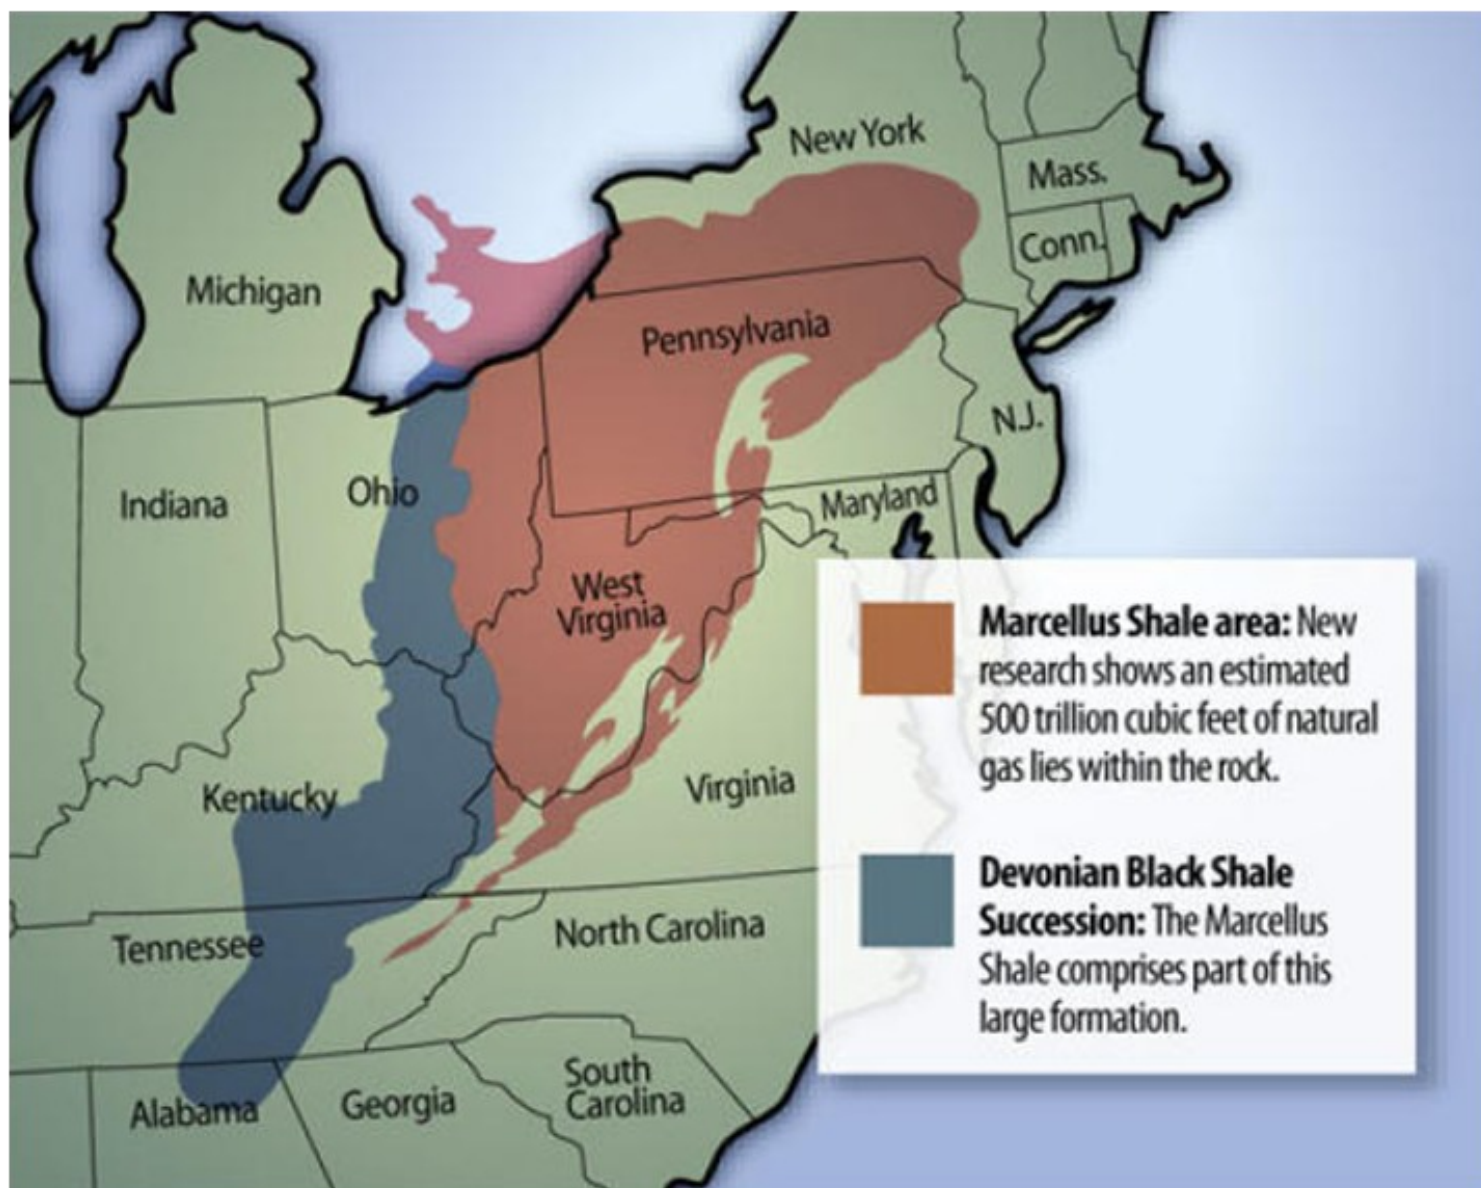 New York
Mass.
Conn.
Michigan
Pennsylvania
N.J.
Indiana
Ohio
Maryland
West
Virginia
Kentucky
Virginia
Tennessee
North Carolina
Alabama
Georgia
South
Carolina
Marcellus Shale area: New
research shows an estimated
500 trillion cubic feet of natural
gas lies within the rock.
Devonian Black Shale
Succession: The Marcellus
Shale comprises part of this
large formation.